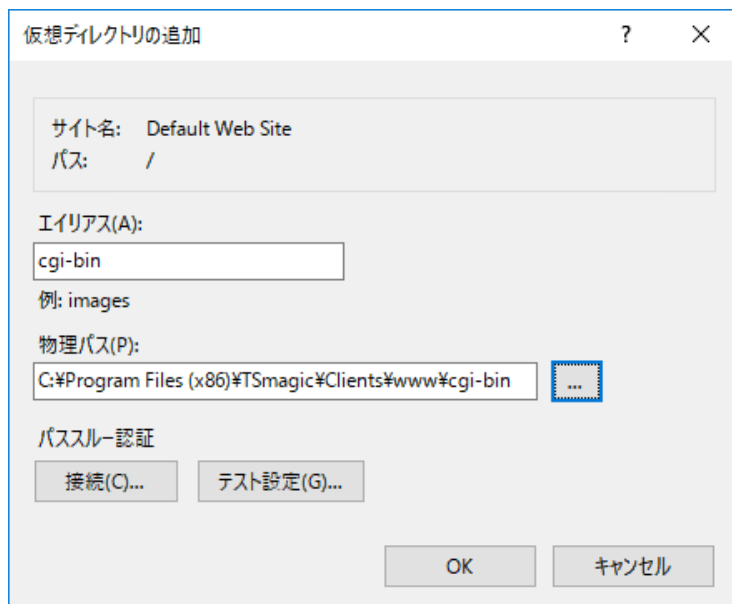 仮想ディレクトリの追加
サイト名: Default Web Site
パス: /
エイリアス(A):
cgi-bin
例: images
物理パス(P):
C:¥Program Files (x86)¥TSmagic¥Clients¥www¥cgi-bin
...
パススルー認証
接続(C)... テスト設定(G)...
OK キャンセル